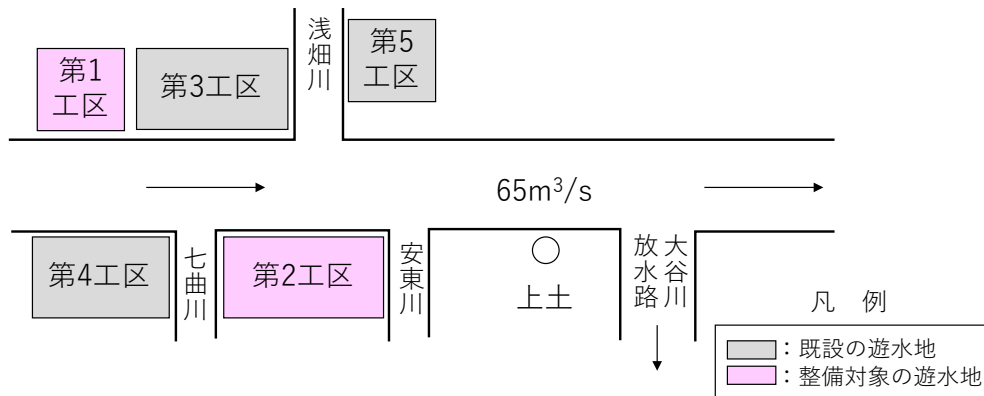 浅畑川
第1
工区
第3工区
第5
工区
65m³/s
第4工区
七曲川
第2工区
安東川
上土
大谷川
放水路
凡 例
：既設の遊水地
：整備対象の遊水地